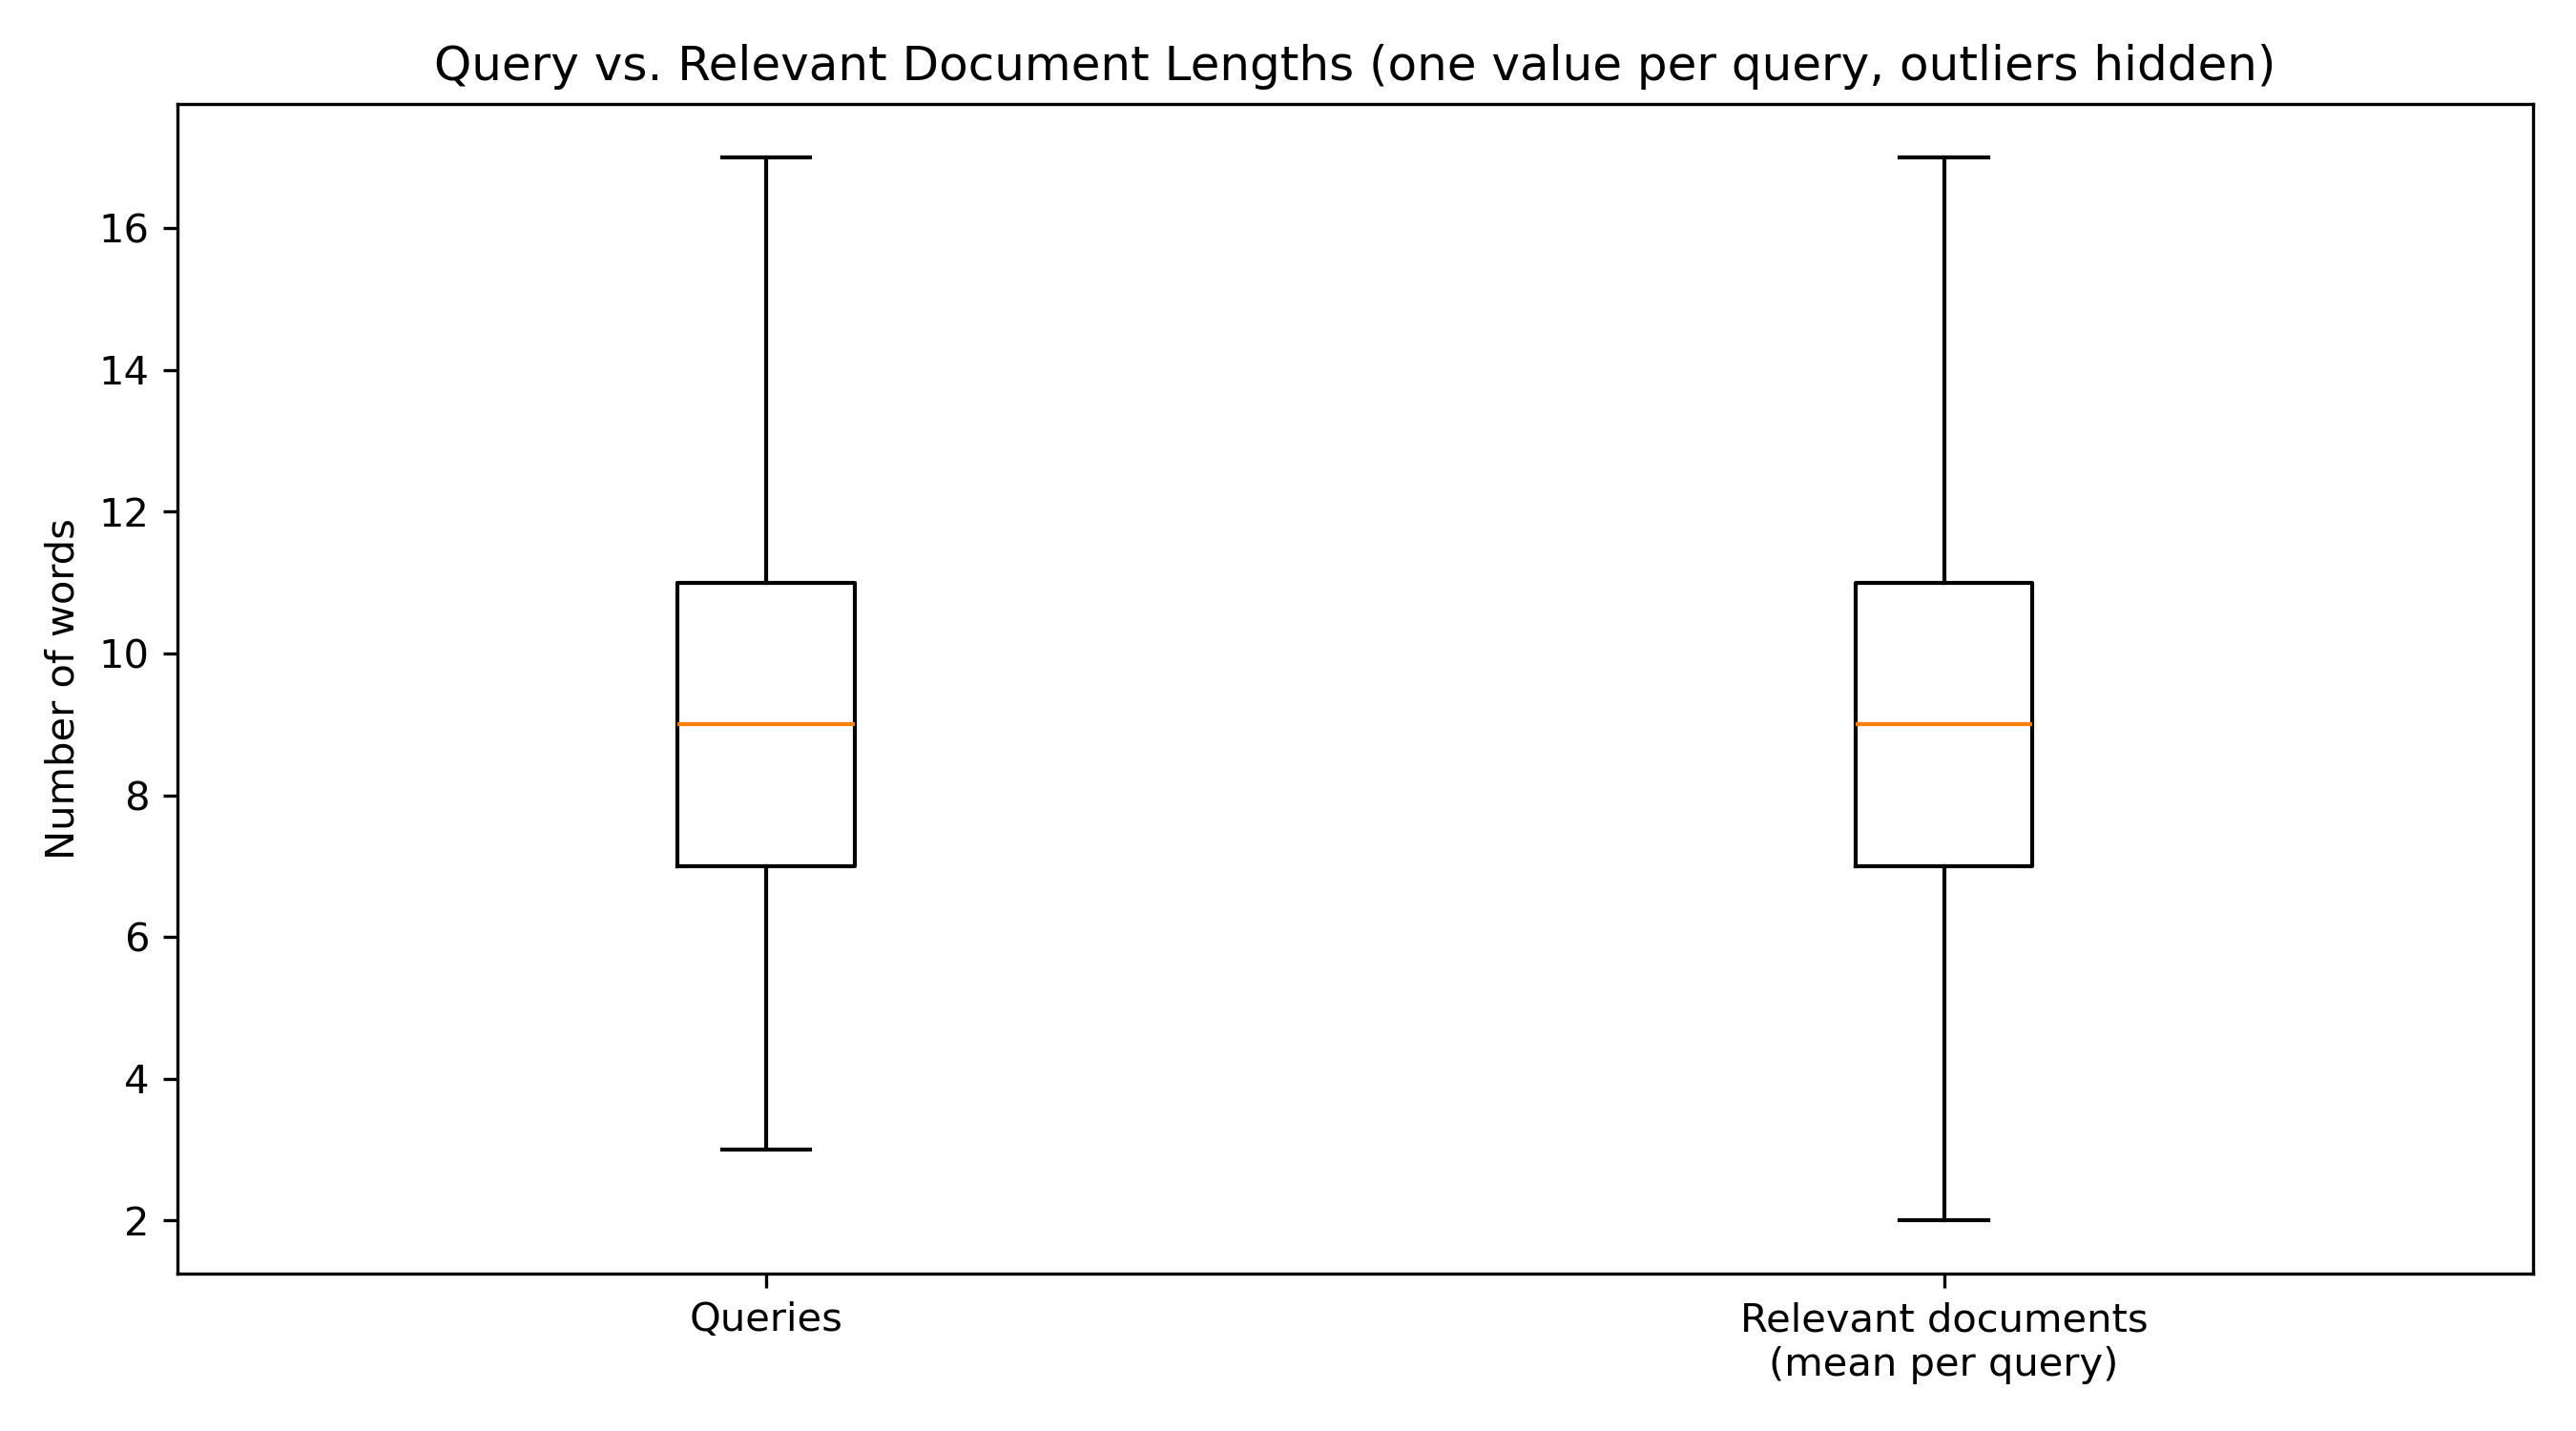 Query vs. Relevant Document Lengths (one value per query, outliers hidden)
Number of words
16
14
12
10
8
6
4
2
Queries
Relevant documents
(mean per query)